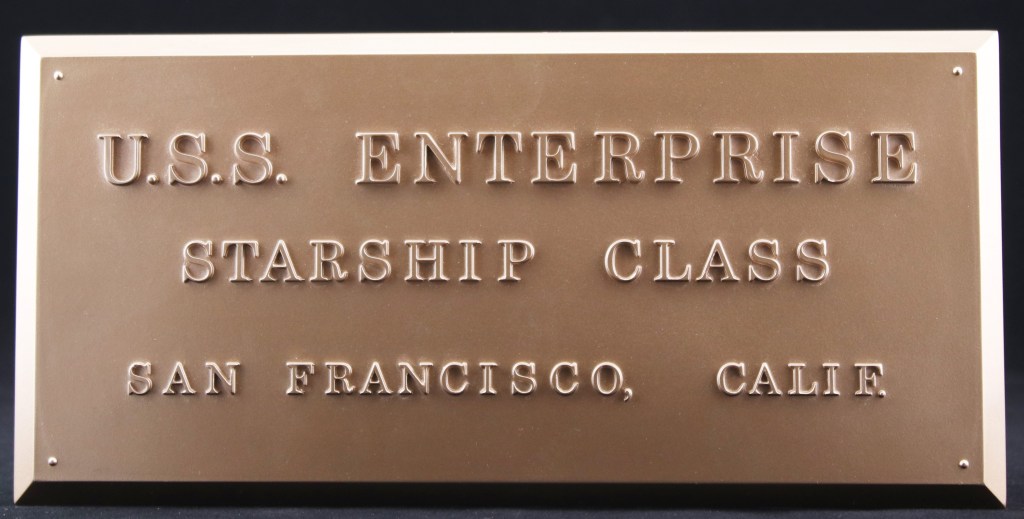 U.S.S. ENTERPRISE
STARSHIP CLASS
SAN FRANCISCO, CALIF.